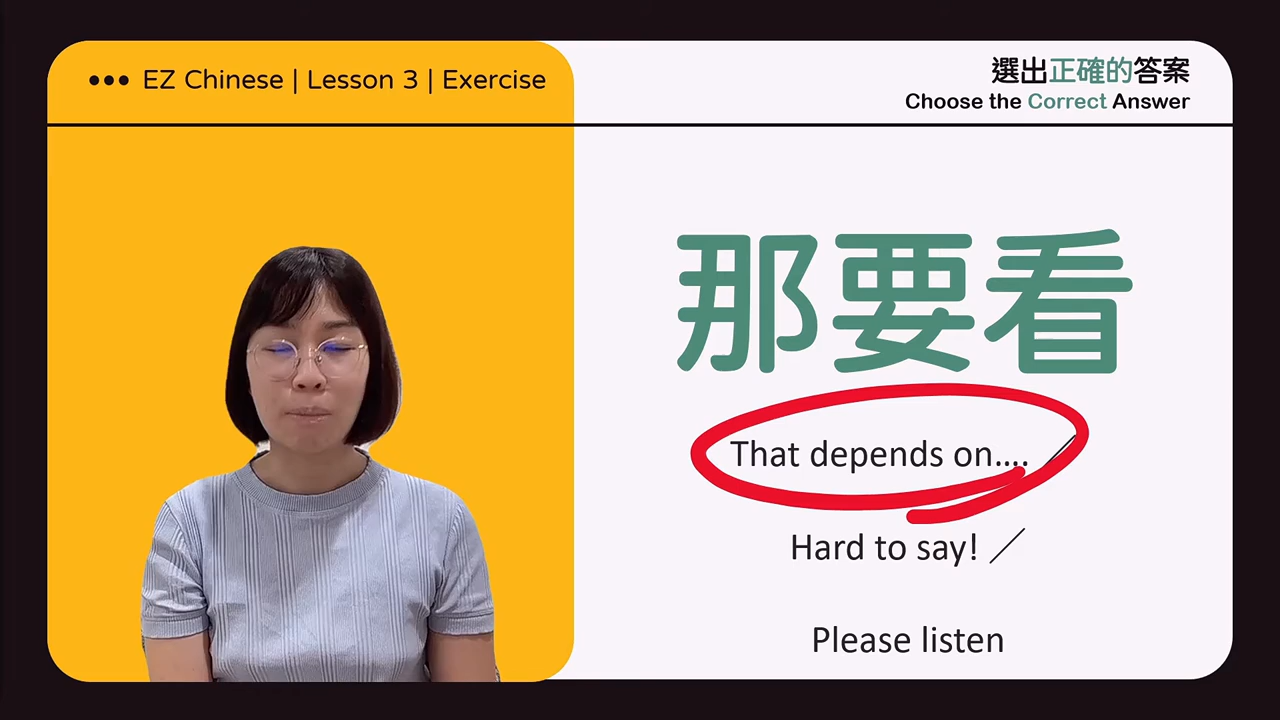 ••• EZ Chinese | Lesson 3 | Exercise
選出正確的答案
Choose the Correct Answer
那要看
That depends on.... ／
Hard to say! ／
Please listen